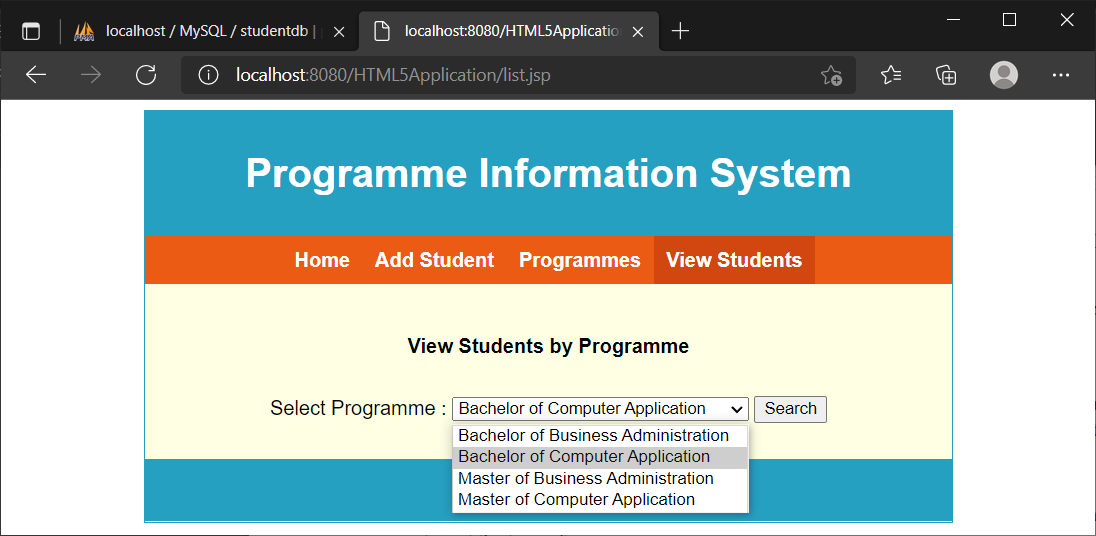 localhost / MySQL / studentdb |
localhost:8080/HTML5Applicatio
localhost:8080/HTML5Application/list.jsp
Programme Information System
Home Add Student Programmes View Students
View Students by Programme
Select Programme : Bachelor of Computer Application Search
Bachelor of Business Administration
Bachelor of Computer Application
Master of Business Administration
Master of Computer Application